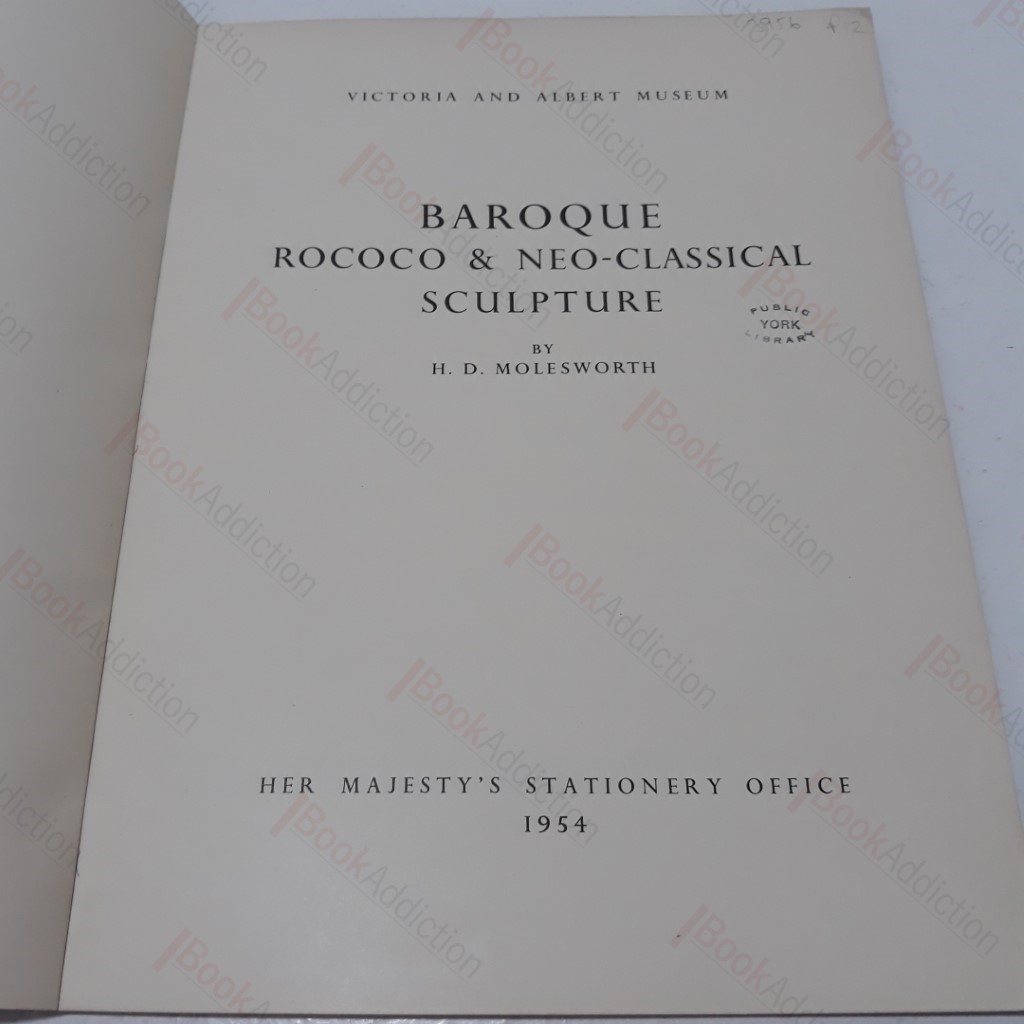 VICTORIA AND ALBERT MUSEUM
BAROQUE
ROCOCO & NEO-CLASSICAL
SCULPTURE
PUBLIC
YORK
LIBRARY
BY
H. D. MOLESWORTH
HER MAJESTY'S STATIONERY OFFICE
1954
BookAddiction